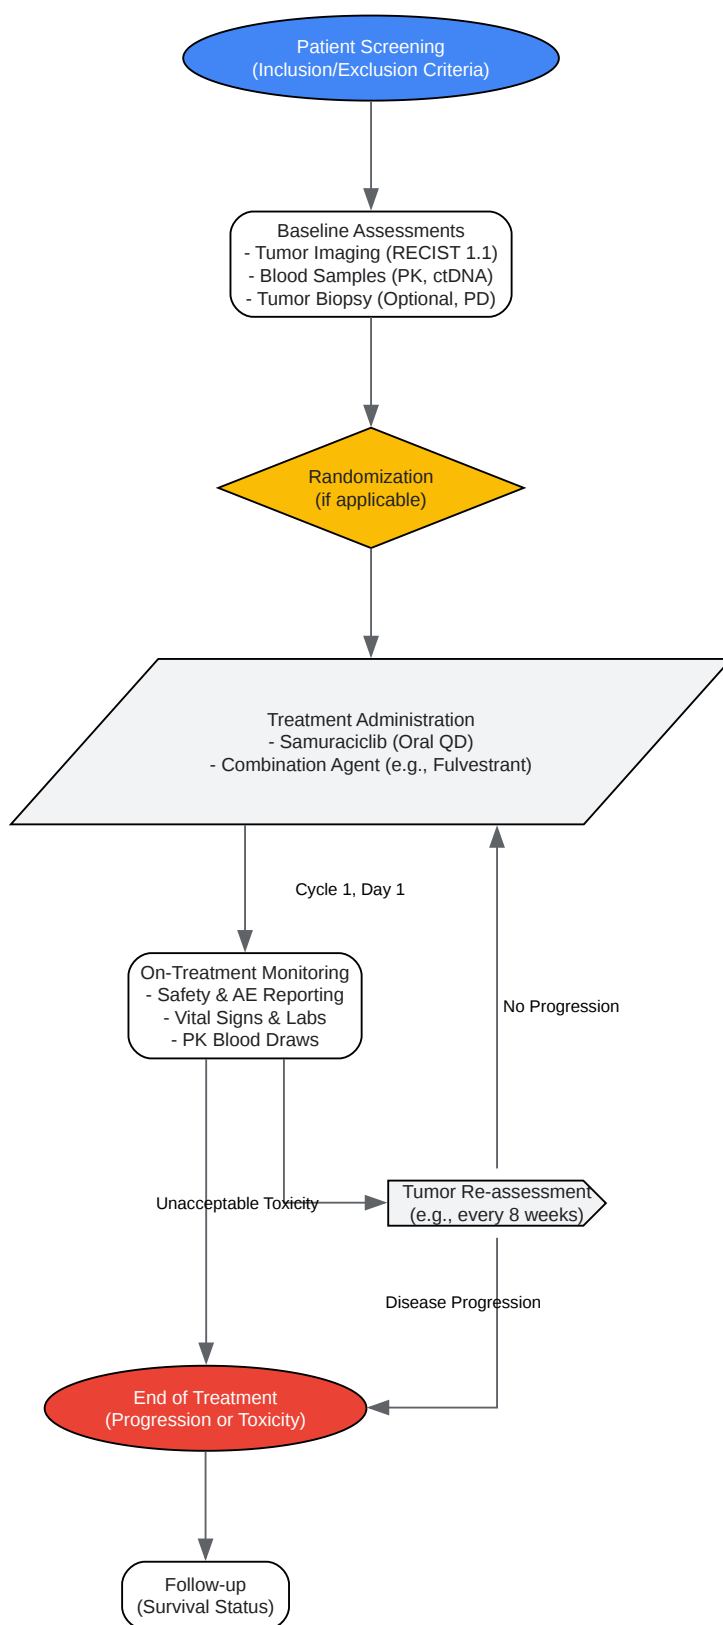 Patient Screening
(Inclusion/Exclusion Criteria)
Baseline Assessments
- Tumor Imaging (RECIST 1.1)
- Blood Samples (PK, ctDNA)
- Tumor Biopsy (Optional, PD)
Randomization
(if applicable)
Treatment Administration
- Samuraciclib (Oral QD)
- Combination Agent (e.g., Fulvestrant)
Cycle 1, Day 1
On-Treatment Monitoring
- Safety & AE Reporting
- Vital Signs & Labs
- PK Blood Draws
No Progression
Unacceptable Toxicity
Tumor Re-assessment
(e.g., every 8 weeks)
Disease Progression
End of Treatment
(Progression or Toxicity)
Follow-up
(Survival Status)